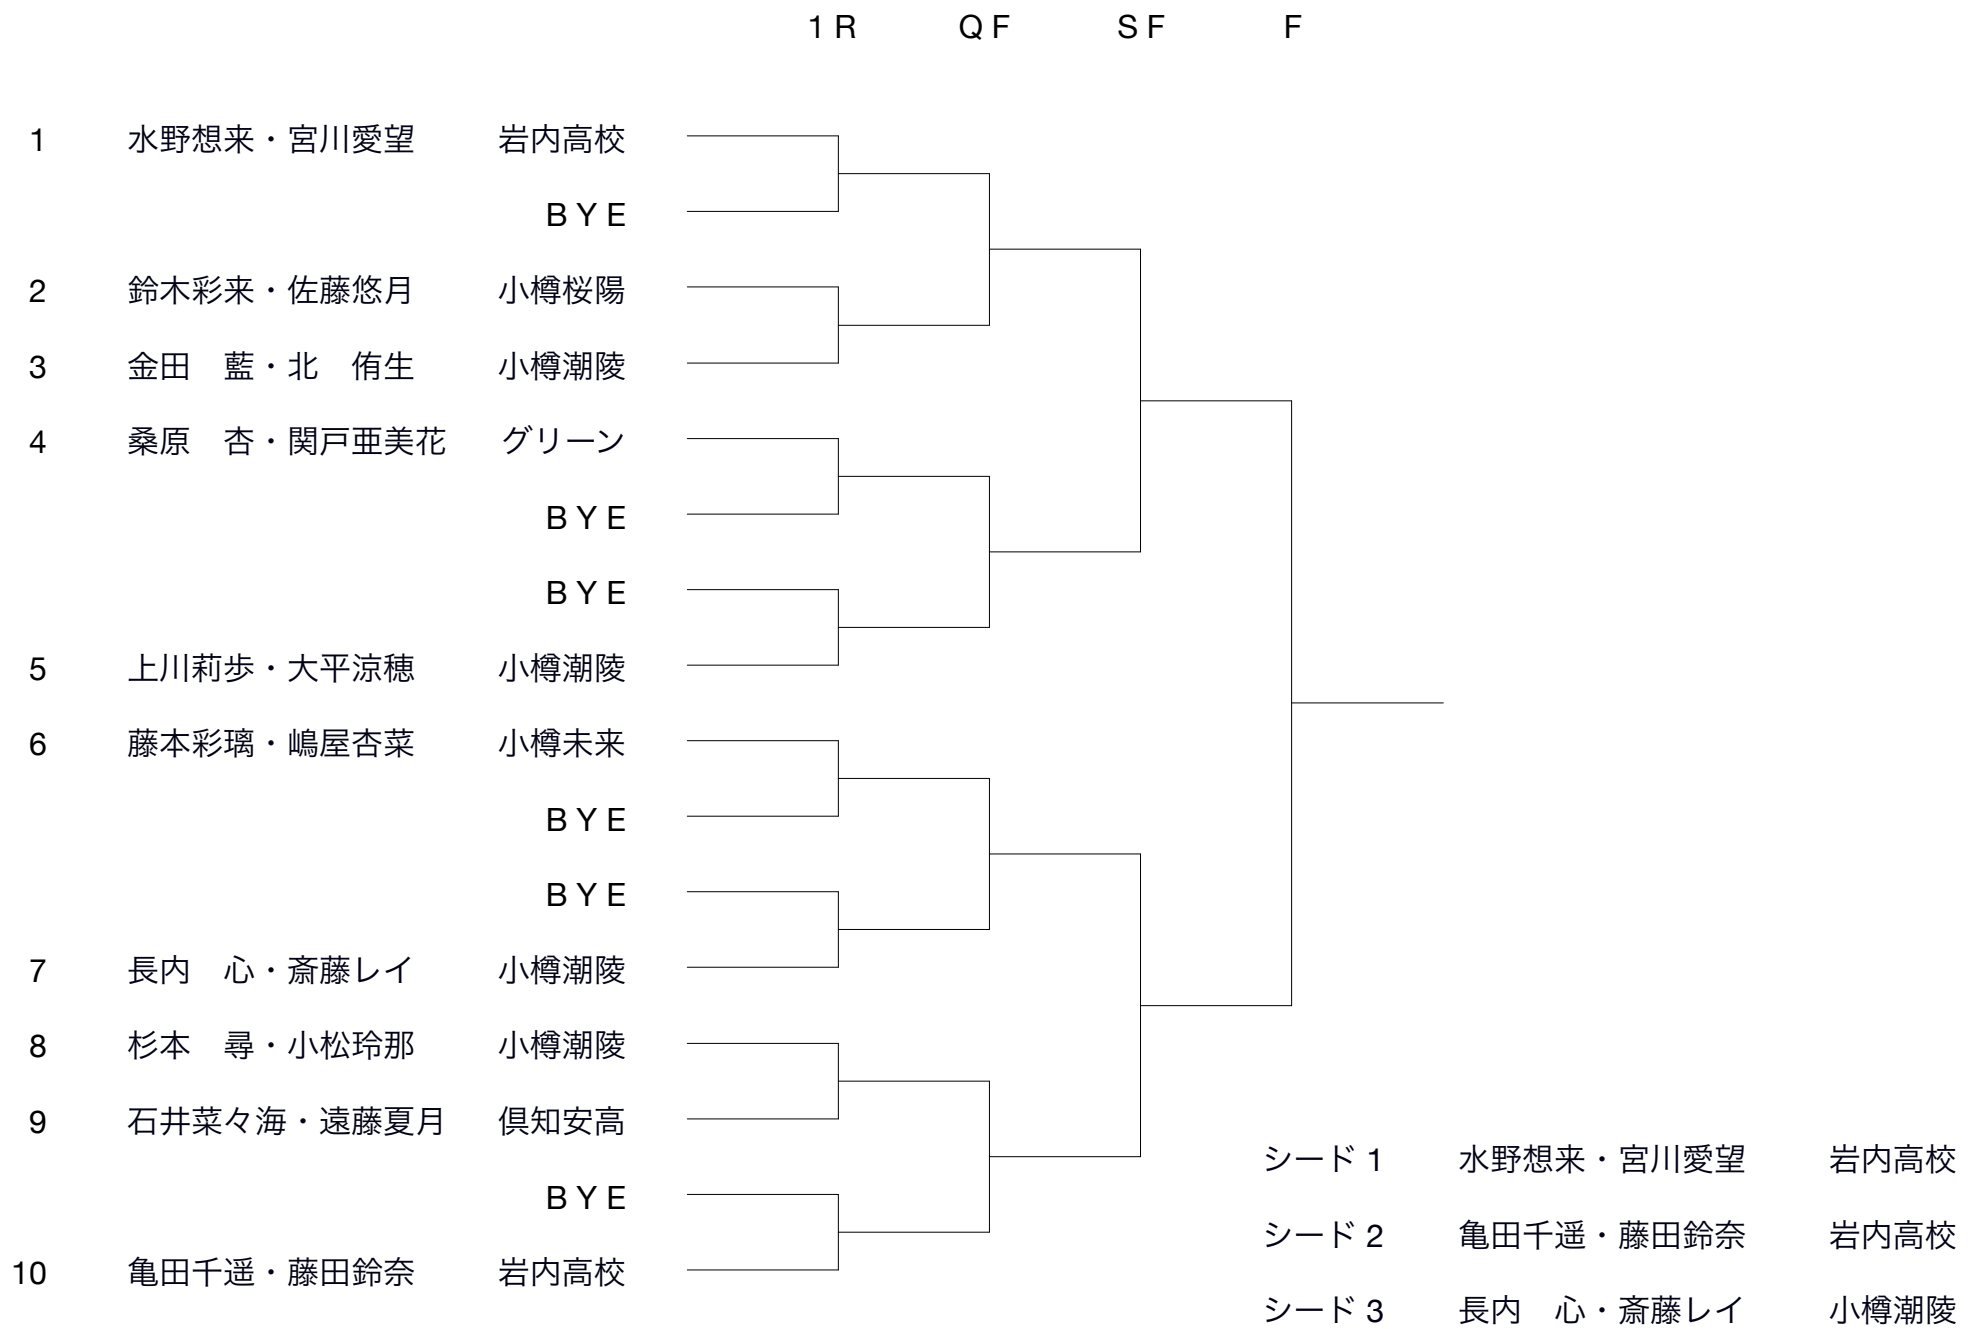 1 R Q F S F F
1 水野想来・宮川愛望 岩内高校
B Y E
2 鈴木彩来・佐藤悠月 小樽桜陽
3 金田　藍・北　侑生 小樽潮陵
4 桑原　杏・関戸亜美花 グリーン
B Y E
B Y E
5 上川莉歩・大平涼穂 小樽潮陵
6 藤本彩璃・嶋屋杏菜 小樽未来
B Y E
B Y E
7 長内　心・斎藤レイ 小樽潮陵
8 杉本　尋・小松玲那 小樽潮陵
9 石井菜々海・遠藤夏月 倶知安高
B Y E
10 亀田千遥・藤田鈴奈 岩内高校
シード 1 水野想来・宮川愛望 岩内高校
シード 2 亀田千遥・藤田鈴奈 岩内高校
シード 3 長内　心・斎藤レイ 小樽潮陵